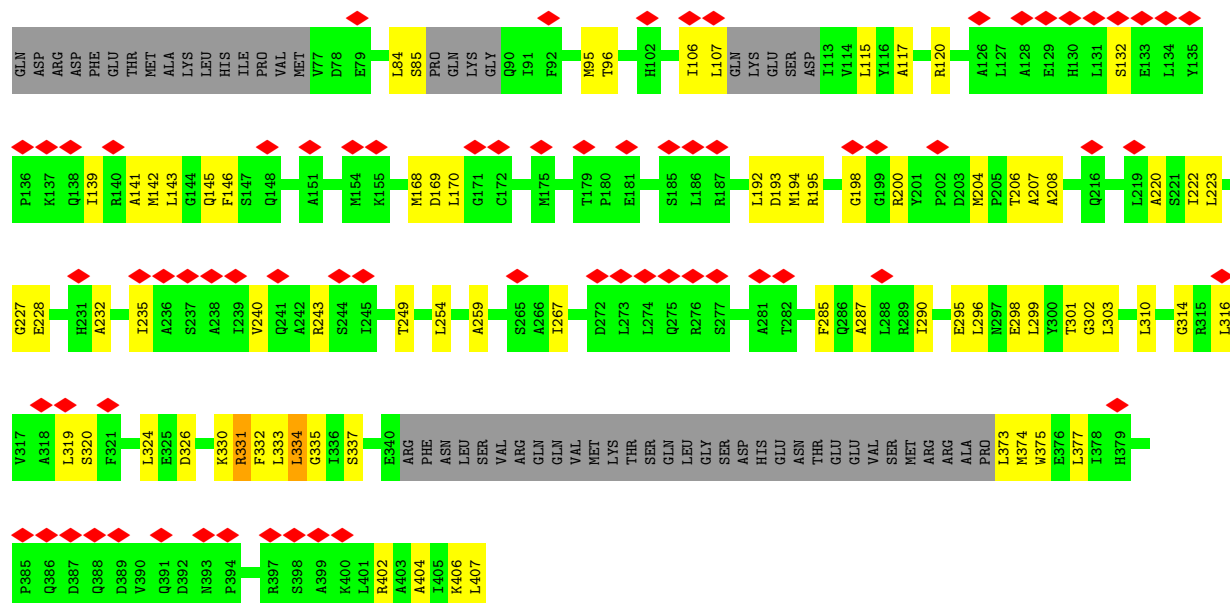 GLN ASP ARG ASP PHE GLU THR MET ALA LYS LEU HIS ILE PRO VAL MET V77 D78 E79 L84 S85 PRO GLN LYS GLY Q90 I91 F92 M95 T96 H102 I106 L107 GLN LYS GLU SER ASP I113 V114 L115 Y116 A117 R120 A126 L127 A128 E129 H130 L131 S132 E133 L134 Y135
P136 K137 Q138 I139 R140 A141 M142 L143 G144 Q145 F146 S147 Q148 A151 M154 K155 M168 D169 L170 G171 C172 M175 T179 P180 E181 S185 L186 R187 L192 D193 M194 R195 G198 G199 R200 Y201 P202 D203 M204 P205 T206 A207 A208 Q216 L219 A220 S221 I222 L223
G227 E228 H231 A232 I235 A236 S237 A238 I239 V240 Q241 A242 R243 S244 I245 T249 L254 A259 S265 A266 I267 D272 L273 L274 Q275 R276 S277 A281 T282 F285 Q286 A287 L288 R289 I290 E295 L296 N297 E298 L299 Y300 T301 G302 L303 L310 G314 R315 L316
V317 A318 L319 S320 F321 L324 E325 D326 K330 R331 F332 L333 L334 G335 I336 S337 E340 ARG PHE ASN LEU SER VAL ARG GLN GLN VAL MET LYS THR SER GLN LEU GLY SER ASP HIS GLU ASN THR GLU GLU VAL SER MET ARG ARG ALA PRO L373 M374 W375 E376 L377 I378 H379
P385 Q386 D387 Q388 D389 V390 Q391 D392 N393 P394 R397 S398 A399 K400 L401 R402 A403 A404 I405 K406 L407